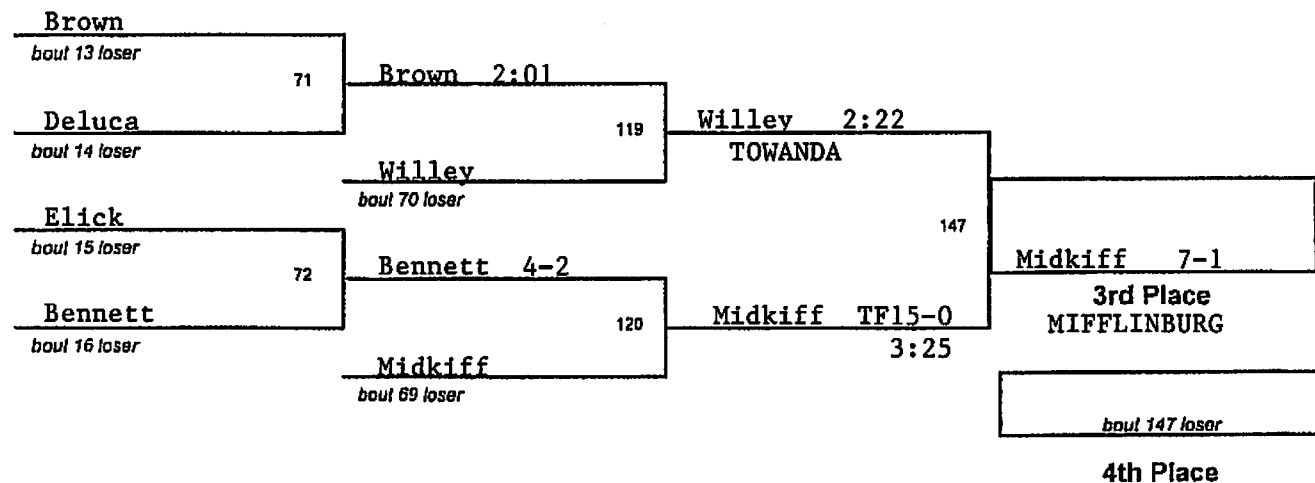 Brown
bout 13 loser
71
Brown 2:01
Deluca
bout 14 loser
119
Willey 2:22
TOWANDA
Willey
bout 70 loser
Elick
bout 15 loser
147
72
Bennett 4-2
Midkiff 7-1
3rd Place
MIFFLINBURG
Bennett
bout 16 loser
120
Midkiff TF15-0
3:25
Midkiff
bout 69 loser
bout 147 loser
4th Place